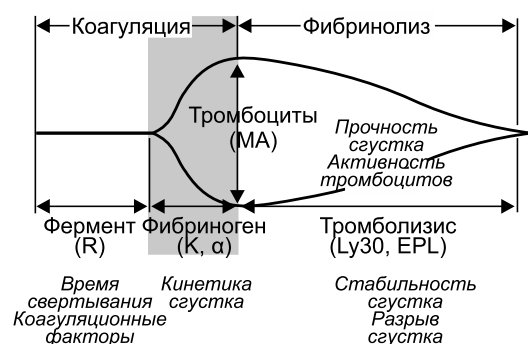 Коагуляция
Фибринолиз
Тромбоциты
(MA)
Прочность
сгустка
Активность
тромбоцитов
Фермент
(R)
Фибриноген
(K, α)
Тромболизис
(Ly30, EPL)
Время
свертывания
Коагуляционные
факторы
Кинетика
сгустка
Стабильность
сгустка
Разрыв
сгустка